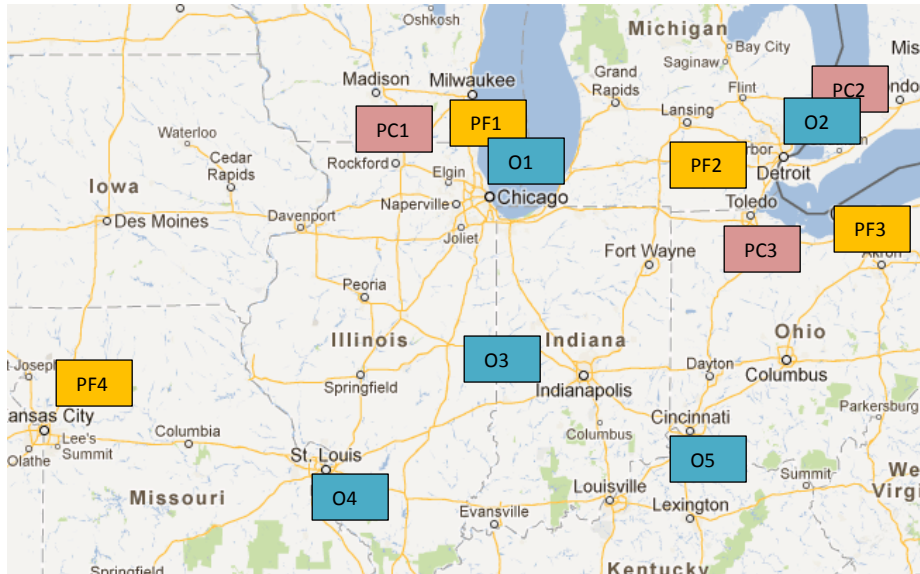 Oshkosh
Michigan
Mis
Bay City
Saginaw
Madison
Milwaukee
Grand
Rapids
Flint
PC2
ondo
Lansing
PC1
PF1
O2
Waterloo
Rockford
O1
PF2
rbor
Detroit
Cedar
Rapids
Elgin
Iowa
Naperville
Chicago
Toledo
Des Moines
Davenport
Joliet
PF3
Fort Wayne
PC3
Akron
Peoria
Illinois
Indiana
Ohio
O3
t Joseph
PF4
Springfield
Indianapolis
Dayton
Columbus
ansas City
Columbia
Columbus
Cincinnati
Parkersburg
Lee's
Summit
Olathe
St. Louis
O5
We
Virgi
Summit
Missouri
O4
Louisville
Lexington
Evansville
Springfield
Kentucky